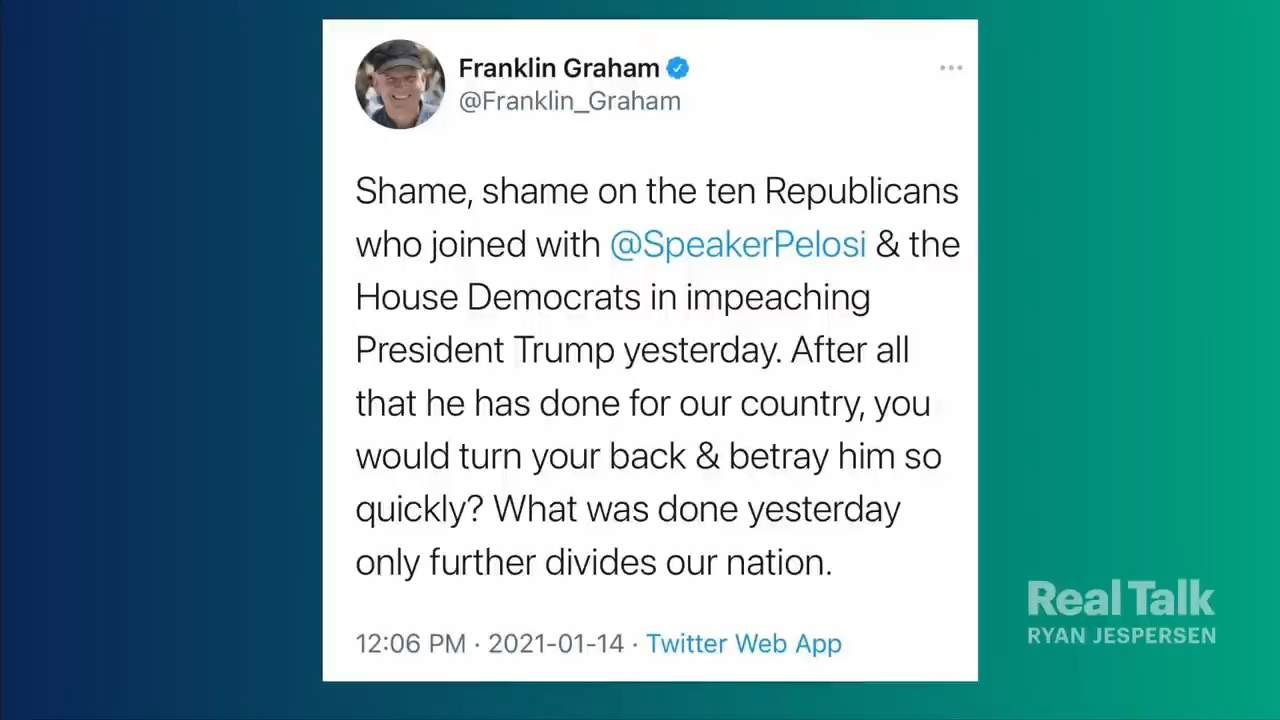 Franklin Graham
@Franklin_Graham
Shame, shame on the ten Republicans
who joined with @SpeakerPelosi & the
House Democrats in impeaching
President Trump yesterday. After all
that he has done for our country, you
would turn your back & betray him so
quickly? What was done yesterday
only further divides our nation.
12:06 PM · 2021-01-14 · Twitter Web App
Real Talk
RYAN JESPERSEN